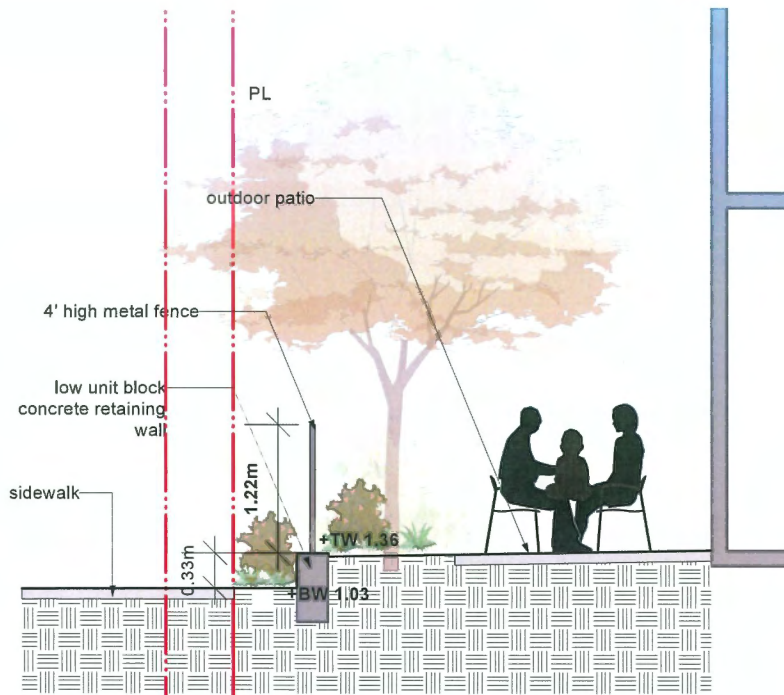 PL
outdoor patio
4' high metal fence
low unit block
concrete retaining
wall
1.22m
sidewalk
+TW 1.36
0.33m
+BW 1.03